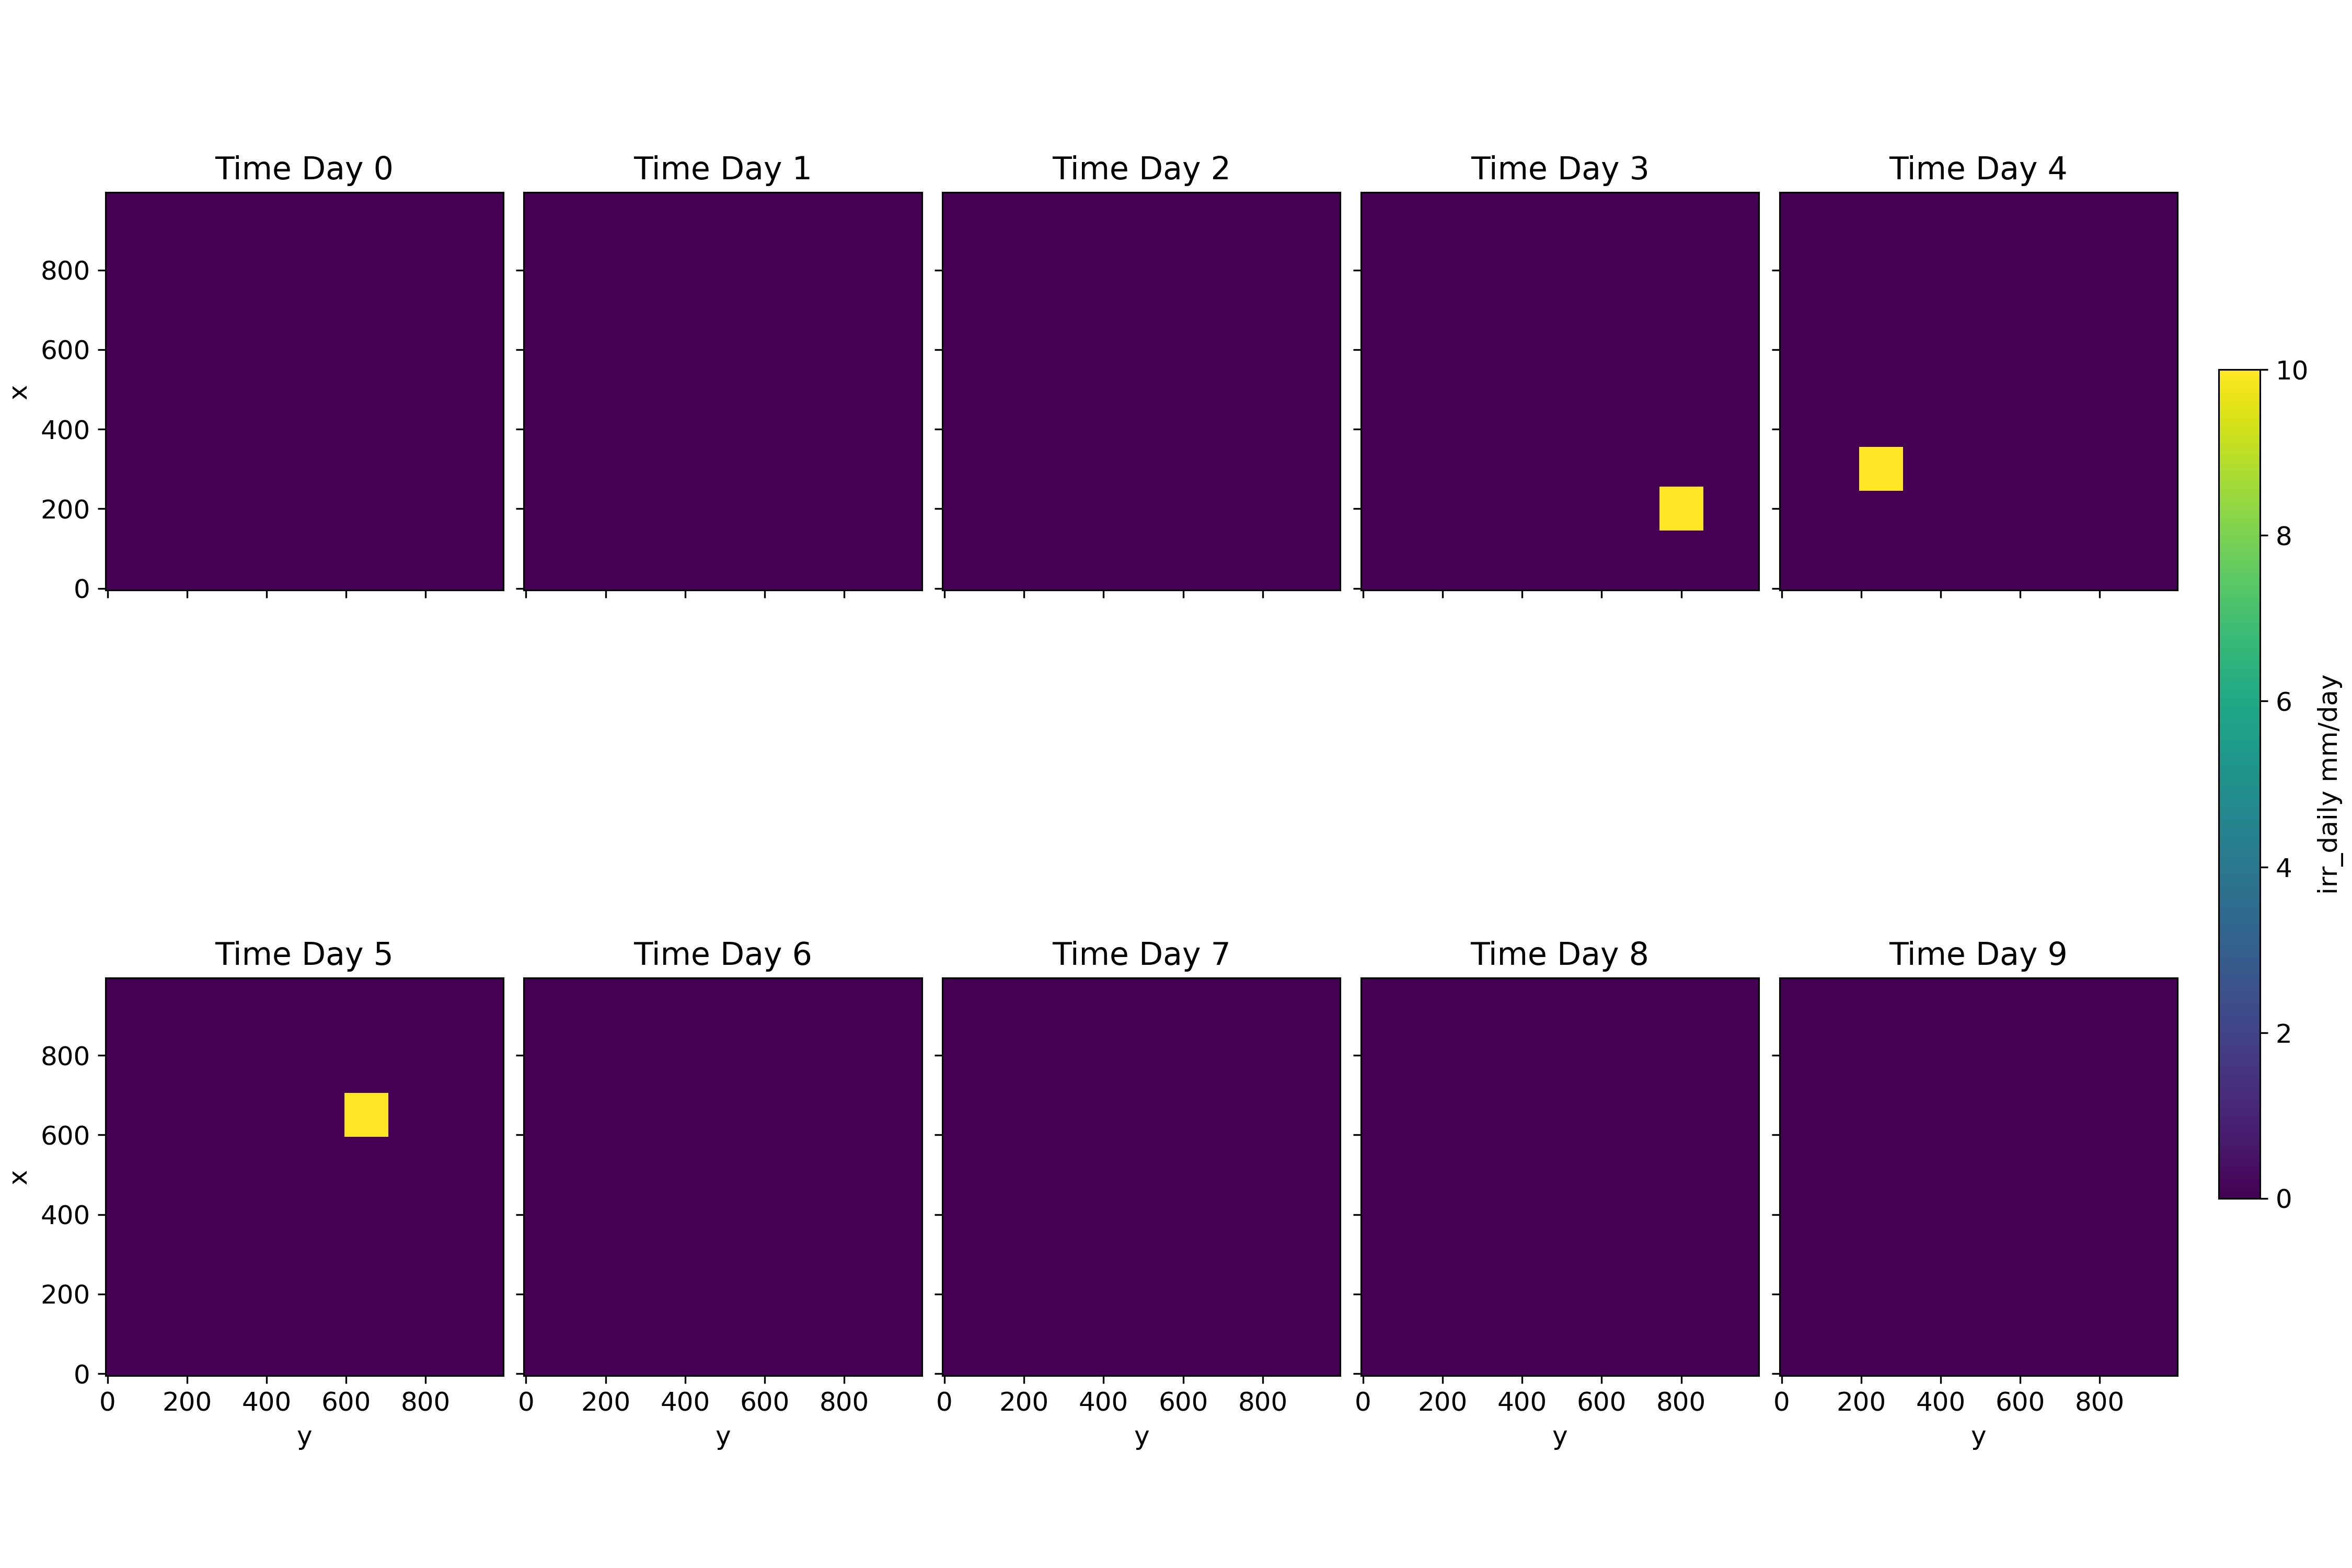 Time Day 0
Time Day 1
Time Day 2
Time Day 3
Time Day 4
800
600
400
200
0
x
10
8
6
4
2
0
irr_daily mm/day
Time Day 5
Time Day 6
Time Day 7
Time Day 8
Time Day 9
800
600
400
200
0
x
0 200 400 600 800
0 200 400 600 800
0 200 400 600 800
0 200 400 600 800
0 200 400 600 800
y
y
y
y
y